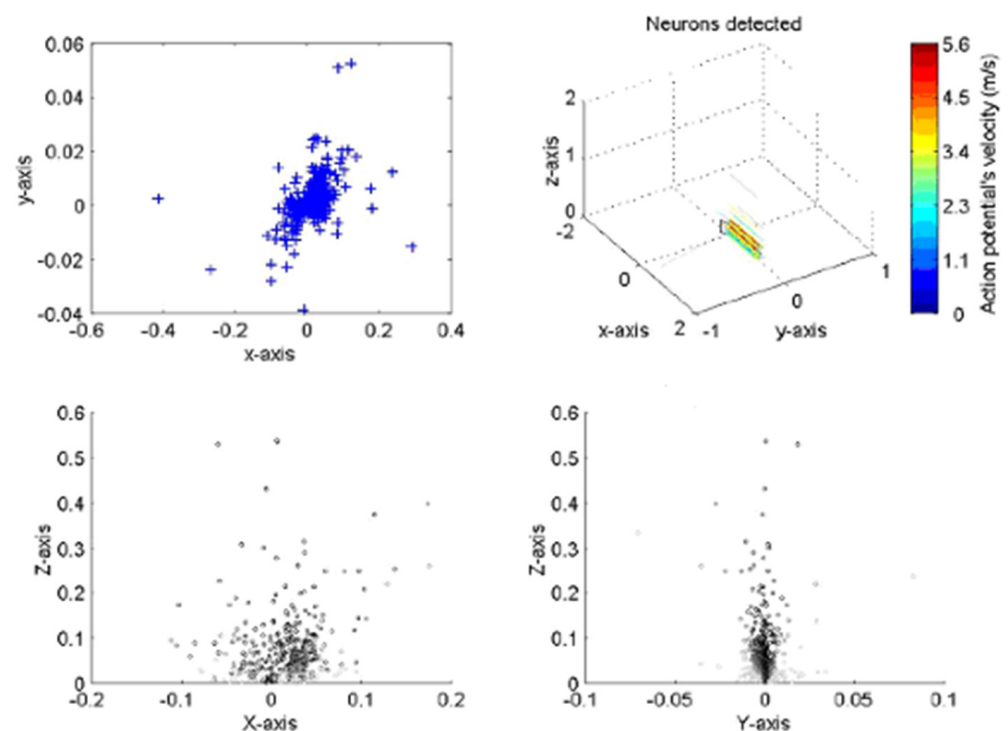 Neurons detected
0.06
0.04
0.02
0
-0.02
-0.04
y-axis
-0.6 -0.4 -0.2 0 0.2 0.4
x-axis
2
1
0
z-axis
-2
0
2
x-axis
-1
0
1
y-axis
5.6
4.5
3.4
2.3
1.1
0
Action potential's velocity (m/s)
0.6
0.5
0.4
0.3
0.2
0.1
0
Z-axis
-0.2 -0.1 0 0.1 0.2
X-axis
0.6
0.5
0.4
0.3
0.2
0.1
0
Z-axis
-0.1 -0.05 0 0.05 0.1
Y-axis